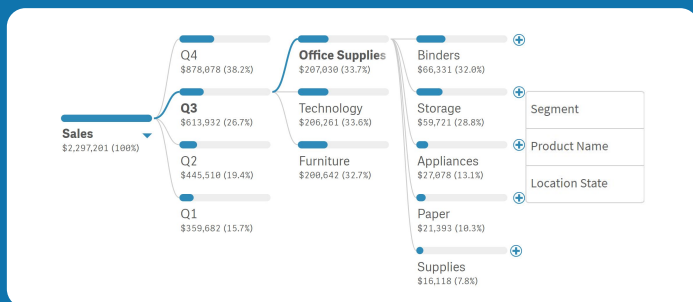 Sales
$2,297,201 (100%)
Q4
$878,078 (38.2%)
Q3
$613,932 (26.7%)
Q2
$445,510 (19.4%)
Q1
$359,682 (15.7%)
Office Supplies
$207,030 (33.7%)
Technology
$206,261 (33.6%)
Furniture
$200,642 (32.7%)
Binders
$66,331 (32.0%)
Storage
$59,721 (28.8%)
Appliances
$27,078 (13.1%)
Paper
$21,393 (10.3%)
Supplies
$16,118 (7.8%)
Segment
Product Name
Location State